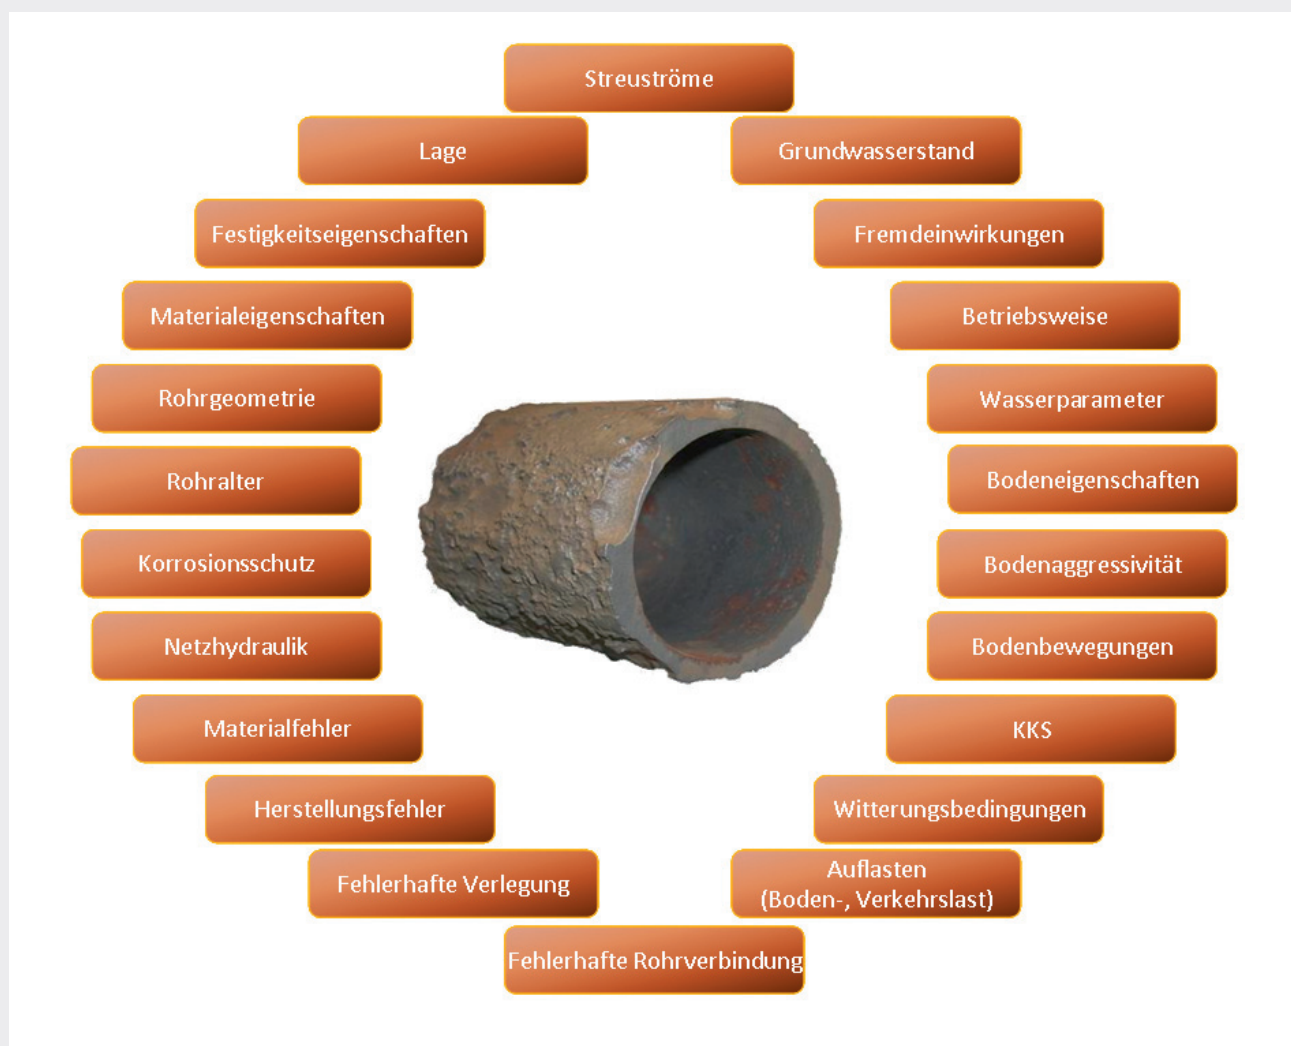 Streuströme
Lage
Grundwasserstand
Festigkeitseigenschaften
Fremdeinwirkungen
Materialeigenschaften
Betriebsweise
Rohrgeometrie
Wasserparameter
Rohralter
Bodeneigenschaften
Korrosionsschutz
Bodenaggressivität
Netzhydraulik
Bodenbewegungen
Materialfehler
KKS
Herstellungsfehler
Witterungsbedingungen
Fehlerhafte Verlegung
Auflasten
(Boden-, Verkehrslast)
Fehlerhafte Rohrverbindung